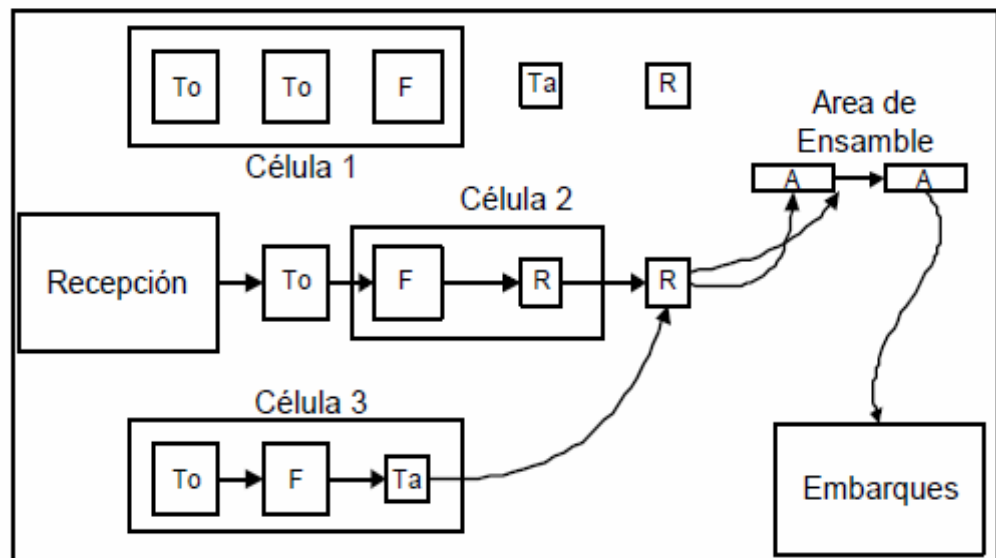 To
To
F
Ta
R
Célula 1
Area de
Ensamble
A
A
Célula 2
Recepción
To
F
R
R
Célula 3
To
F
Ta
Embarques